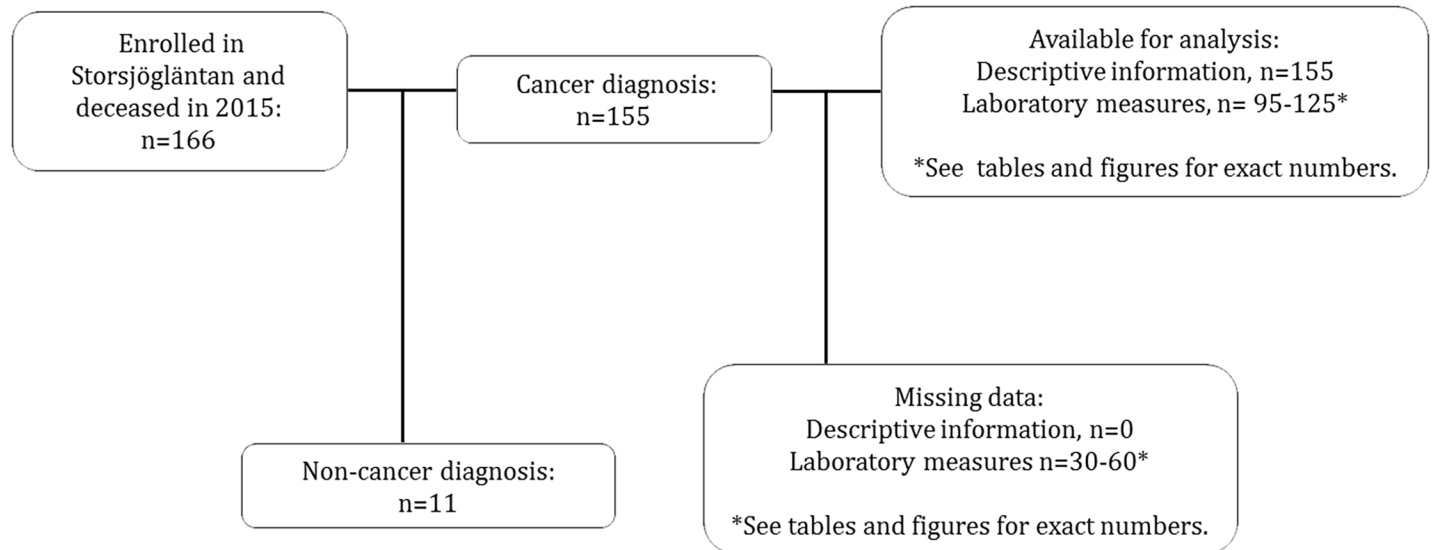 Enrolled in
Storsjögläntan and
deceased in 2015:
n=166
Cancer diagnosis:
n=155
Available for analysis:
Descriptive information, n=155
Laboratory measures, n= 95-125*
*See tables and figures for exact numbers.
Non-cancer diagnosis:
n=11
Missing data:
Descriptive information, n=0
Laboratory measures n=30-60*
*See tables and figures for exact numbers.